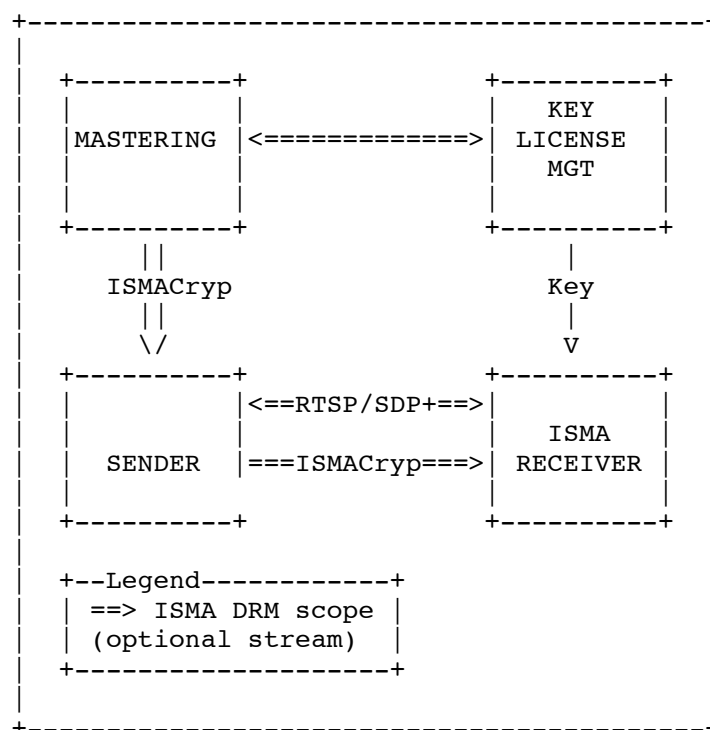 KEY
MASTERING <=============> LICENSE
MGT
ISMACryp Key
\/ V
<==RTSP/SDP+==>
ISMA
SENDER ===ISMACryp===> RECEIVER
Legend
==> ISMA DRM scope
(optional stream)